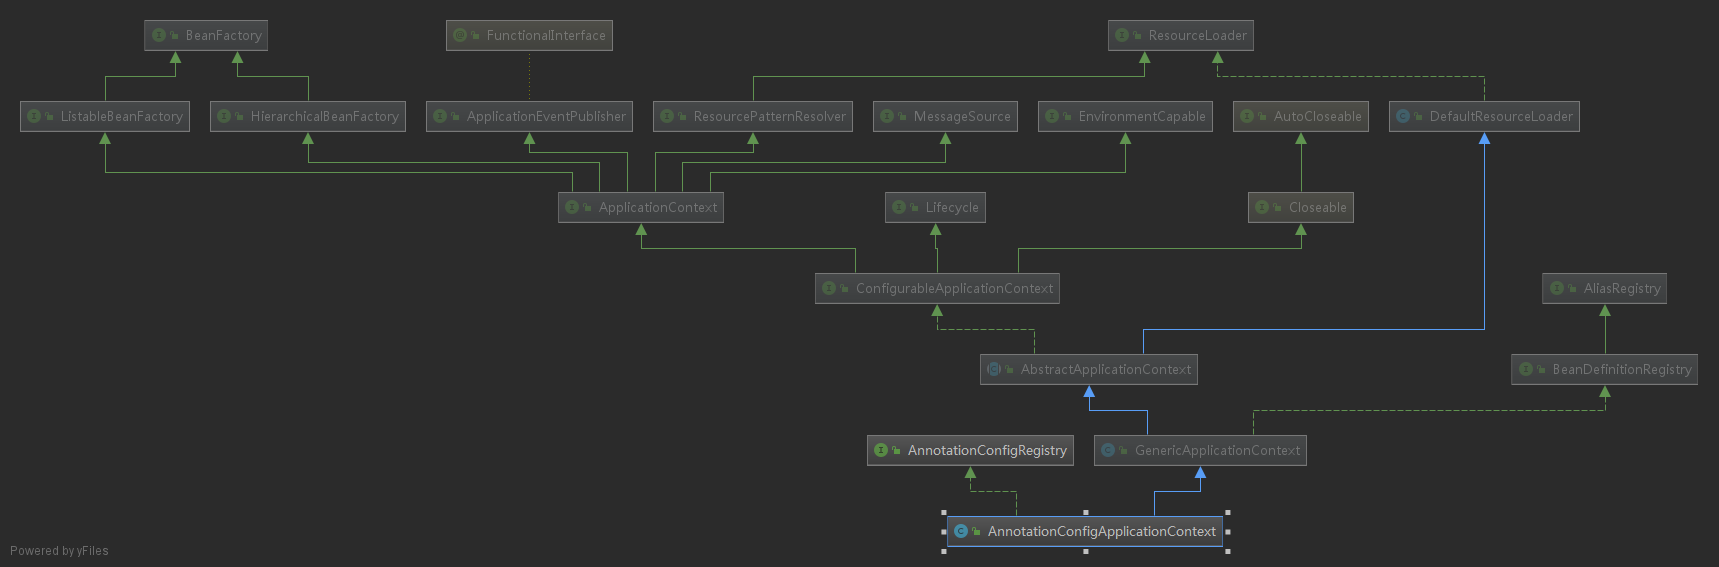 BeanFactory
FunctionalInterface
ResourceLoader
ListableBeanFactory
HierarchicalBeanFactory
ApplicationEventPublisher
ResourcePatternResolver
MessageSource
EnvironmentCapable
AutoCloseable
DefaultResourceLoader
ApplicationContext
Lifecycle
Closeable
ConfigurableApplicationContext
AliasRegistry
AbstractApplicationContext
BeanDefinitionRegistry
AnnotationConfigRegistry
GenericApplicationContext
AnnotationConfigApplicationContext
Powered by yFiles